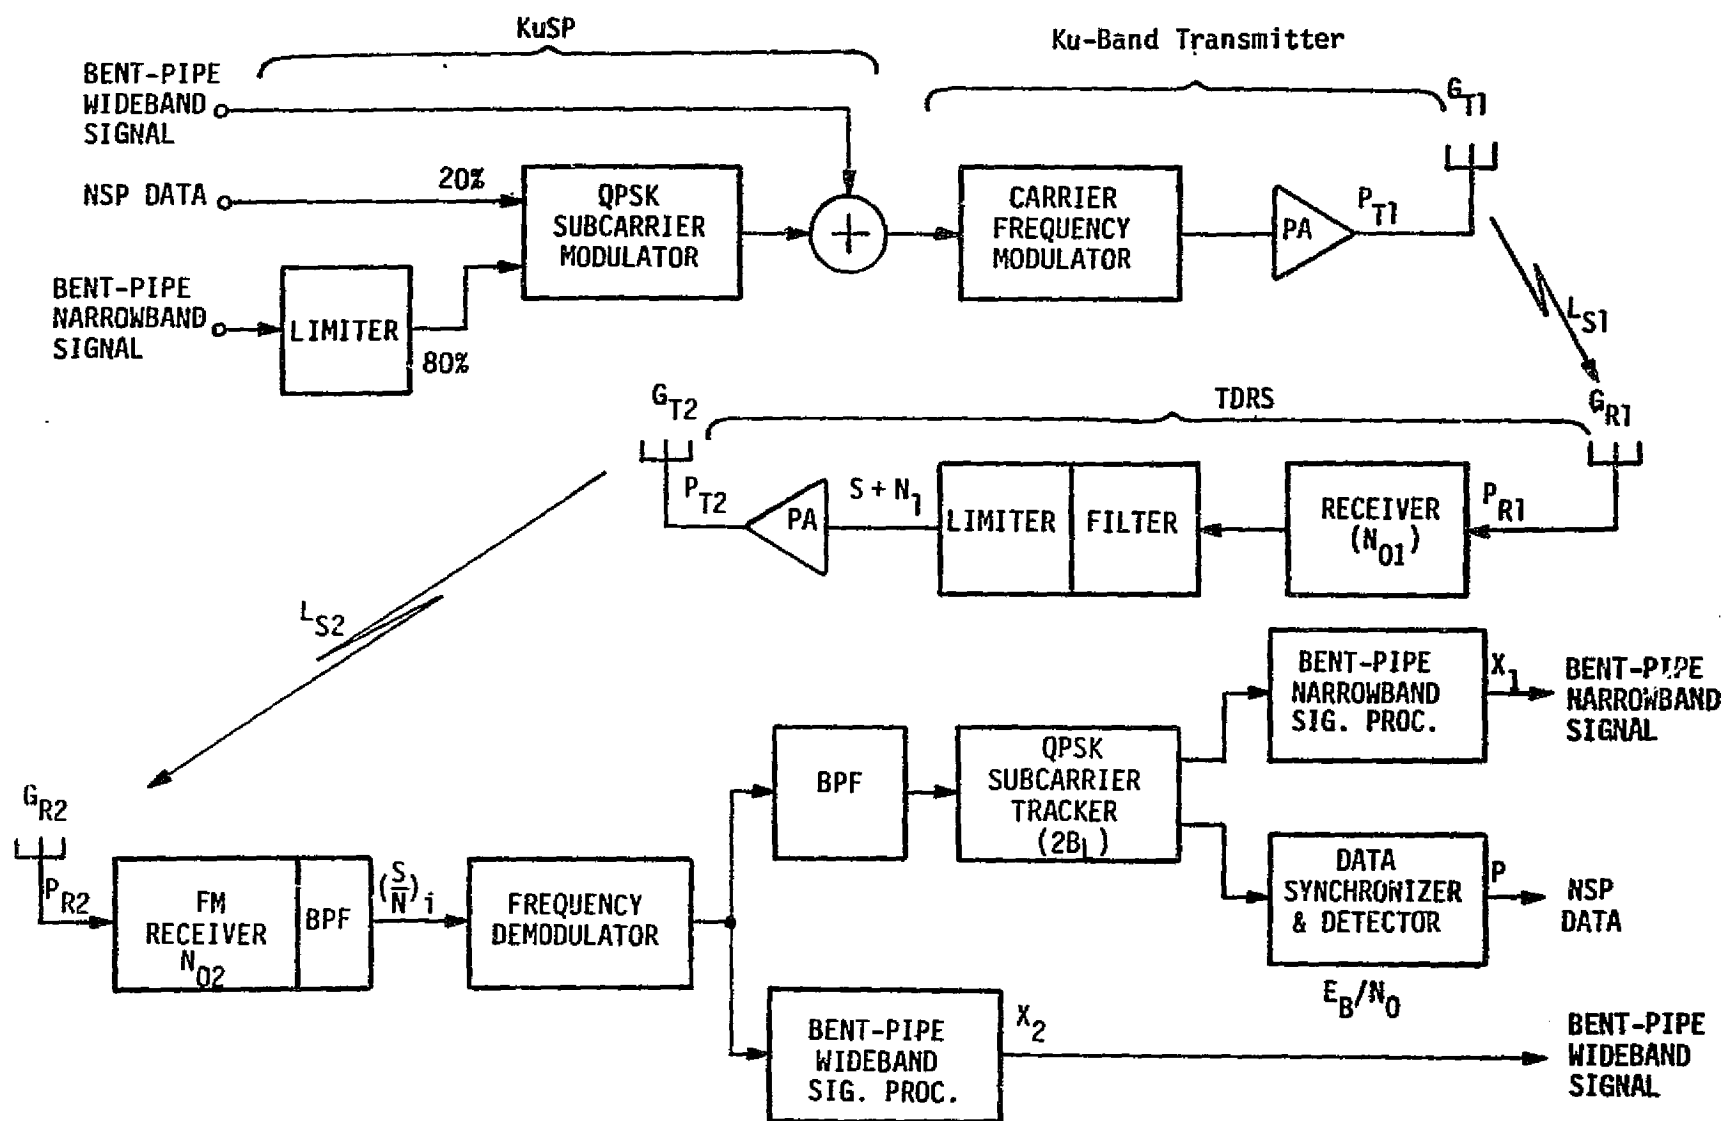 KuSP
Ku-Band Transmitter
BENT-PIPE
WIDEBAND
SIGNAL
NSP DATA
20%
BENT-PIPE
NARROWBAND
SIGNAL
LIMITER
80%
QPSK
SUBCARRIER
MODULATOR
+
CARRIER
FREQUENCY
MODULATOR
PA
P_T1
G_T1
L_S1
G_R1
TDRS
G_T2
P_T2
PA
S + N_1
LIMITER
FILTER
RECEIVER
(N_01)
P_R1
L_S2
G_R2
P_R2
FM
RECEIVER
N_02
BPF
(S/N)_i
FREQUENCY
DEMODULATOR
BPF
QPSK
SUBCARRIER
TRACKER
(2B_L)
BENT-PIPE
NARROWBAND
SIG. PROC.
X_1
BENT-PIPE
NARROWBAND
SIGNAL
DATA
SYNCHRONIZER
& DETECTOR
P
NSP
DATA
E_B/N_0
BENT-PIPE
WIDEBAND
SIG. PROC.
X_2
BENT-PIPE
WIDEBAND
SIGNAL